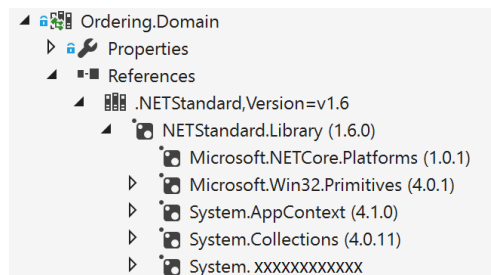 Ordering.Domain
Properties
References
.NETStandard,Version=v1.6
NETStandard.Library (1.6.0)
Microsoft.NETCore.Platforms (1.0.1)
Microsoft.Win32.Primitives (4.0.1)
System.AppContext (4.1.0)
System.Collections (4.0.11)
System. xxxxxxxxxxxx